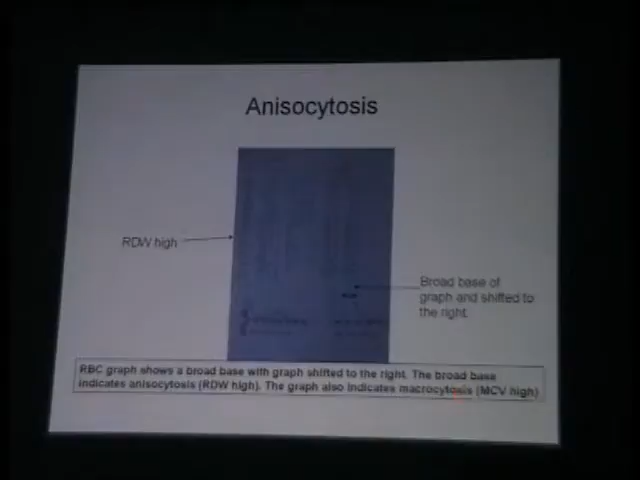 Anisocytosis
RDW high
Broad base of
graph and shifted to
the right.
RBC graph shows a broad base with graph shifted to the right. The broad base
indicates anisocytosis (RDW high). The graph also indicates macrocytosis (MCV high)